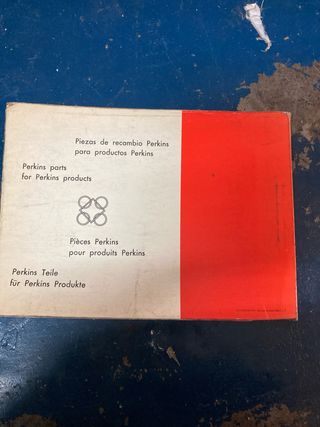 Piezas de recambio Perkins
para productos Perkins
Perkins parts
for Perkins products
Pièces Perkins
pour produits Perkins
Perkins Teile
für Perkins Produkte